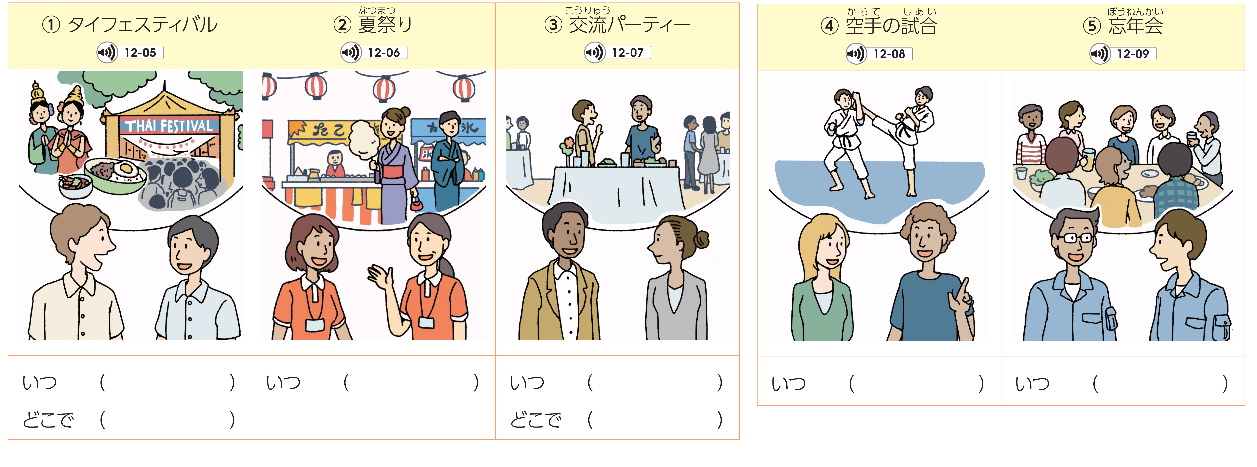 ① タイフェスティバル
12-05
② 夏祭り
なつまつ
12-06
③ 交流パーティー
こうりゅう
12-07
④ 空手の試合
からて しあい
12-08
⑤ 忘年会
ぼうねんかい
12-09
THAI FESTIVAL
たこ
か
氷
いつ ( )
どこで ( )
いつ ( )
いつ ( )
どこで ( )
いつ ( )
いつ ( )